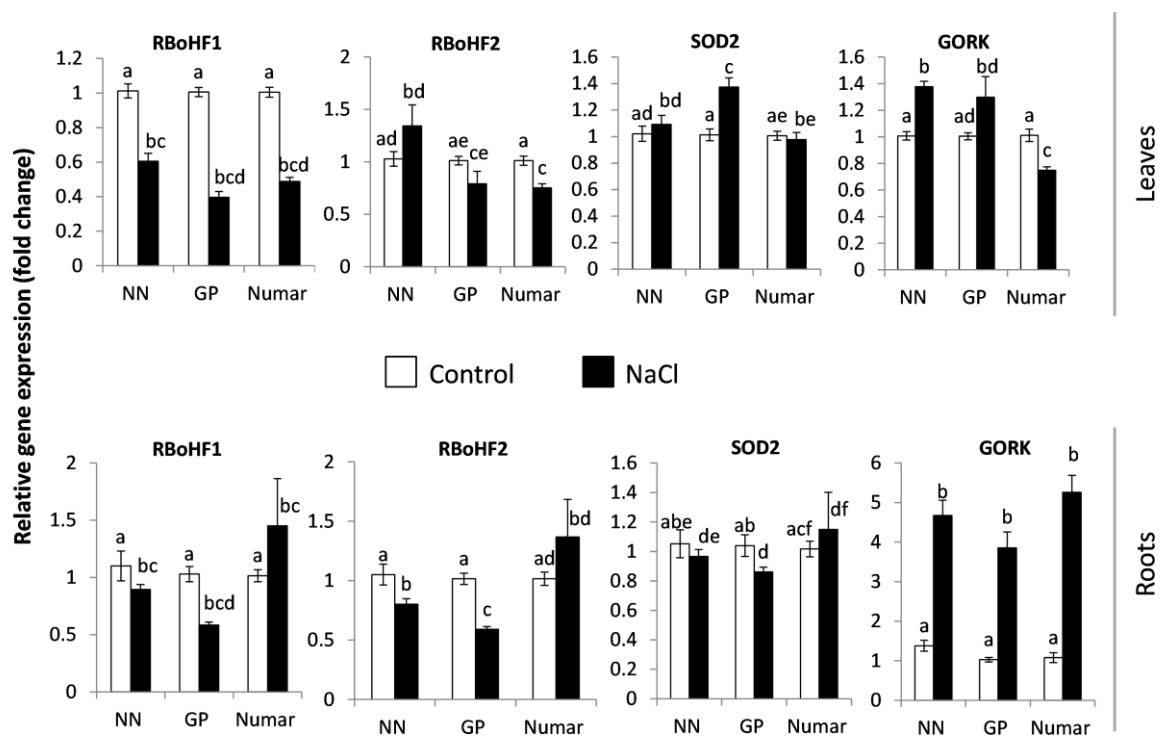 Relative gene expression (fold change)
RBoHF1
1.2
1
0.8
0.6
0.4
0.2
0
a
bc
a
bcd
a
bcd
NN GP Numar
RBoHF2
2
1.5
1
0.5
0
ad
bd
ae
ce
a
c
NN GP Numar
SOD2
1.6
1.4
1.2
1
0.8
0.6
0.4
0.2
0
ad
bd
a
c
ae
be
NN GP Numar
GORK
1.6
1.4
1.2
1
0.8
0.6
0.4
0.2
0
a
b
ad
bd
a
c
NN GP Numar
Leaves
Control NaCl
RBoHF1
2
1.5
1
0.5
0
a
bc
a
bcd
a
bc
NN GP Numar
RBoHF2
2
1.5
1
0.5
0
a
b
a
c
ad
bd
NN GP Numar
SOD2
1.6
1.4
1.2
1
0.8
0.6
0.4
0.2
0
abe
de
ab
d
acf
df
NN GP Numar
GORK
6
5
4
3
2
1
0
a
b
a
b
a
b
NN GP Numar
Roots